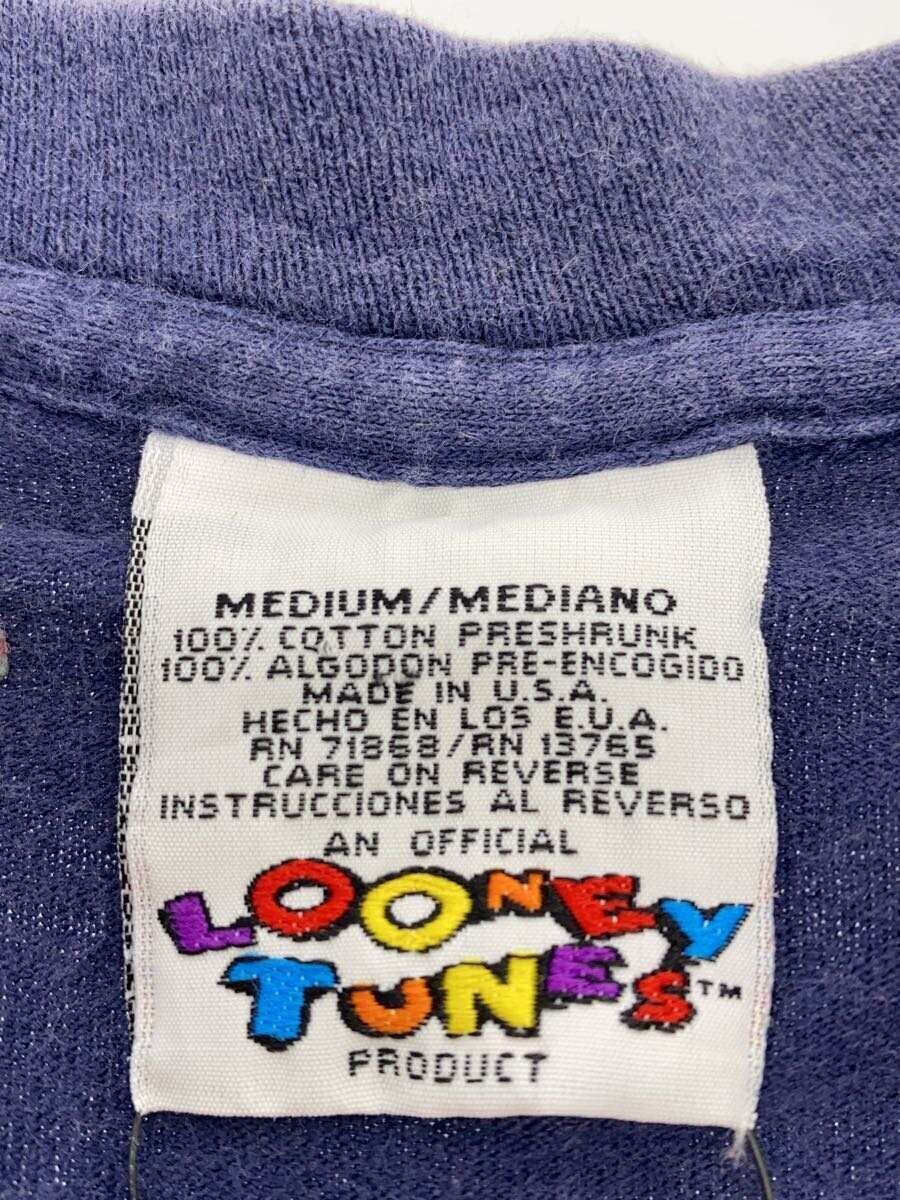 MEDIUM/MEDIANO
100% COTTON PRESHRUNK
100% ALGODON PRE-ENCOGIDO
MADE IN U.S.A.
HECHO EN LOS E.U.A.
RN 71868/RN 13765
CARE ON REVERSE
INSTRUCCIONES AL REVERSO
AN OFFICIAL
LOONEY
TUNES™
PRODUCT